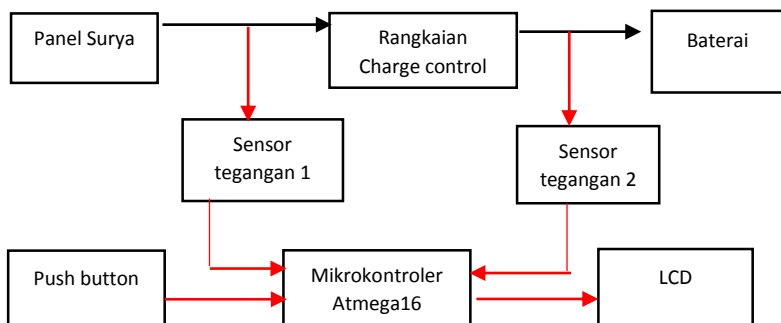 Panel Surya
Rangkaian
Charge control
Baterai
Sensor
tegangan 1
Sensor
tegangan 2
Push button
Mikrokontroler
Atmega16
LCD